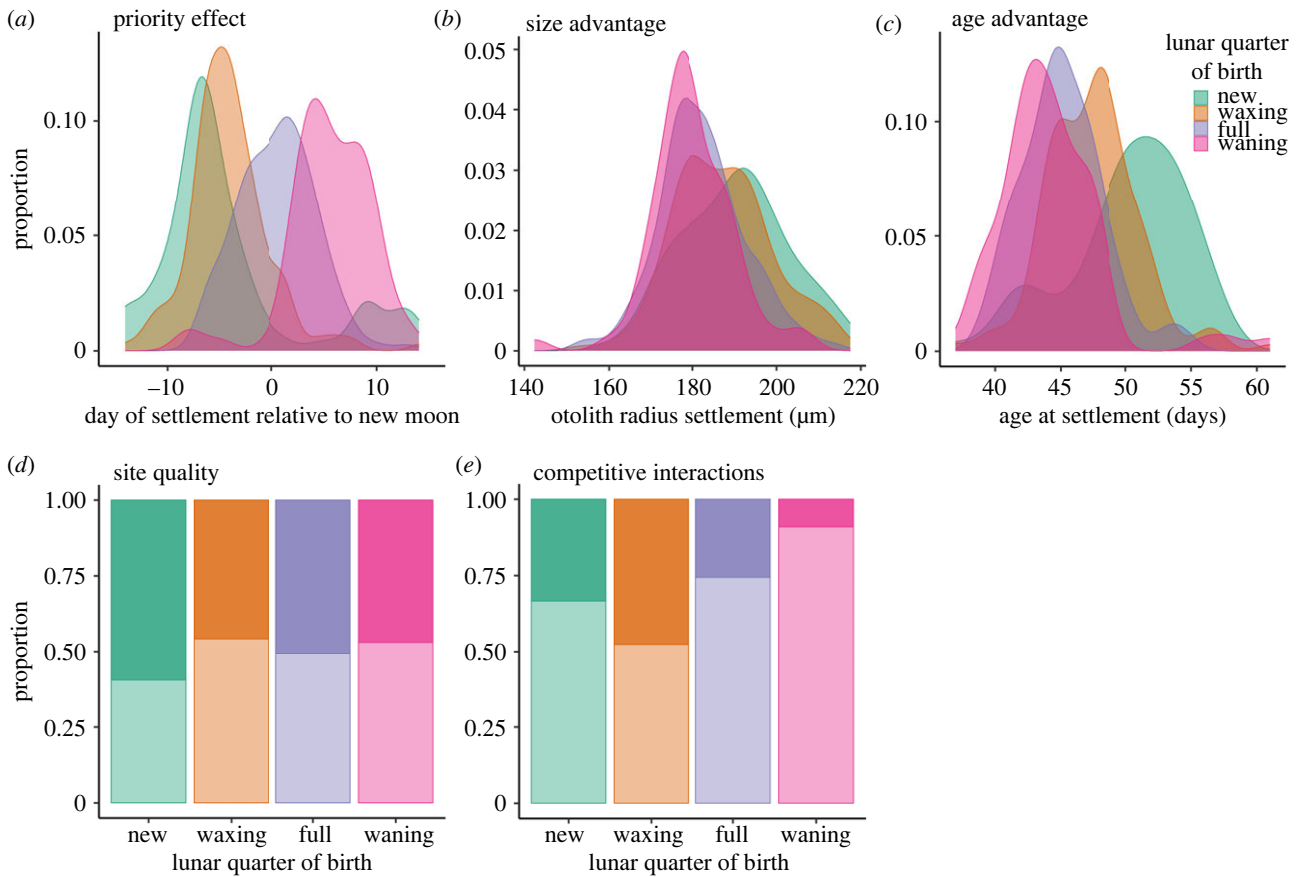 (a) priority effect
proportion
0.10
0.05
0
−10 0 10
day of settlement relative to new moon
(b) size advantage
0.05
0.04
0.03
0.02
0.01
0
140 160 180 200 220
otolith radius settlement (µm)
(c) age advantage
0.10
0.05
0
40 45 50 55 60
age at settlement (days)
lunar quarter
of birth
new
waxing
full
waning
(d) site quality
proportion
1.00
0.75
0.50
0.25
0
new waxing full waning
lunar quarter of birth
(e) competitive interactions
1.00
0.75
0.50
0.25
0
new waxing full waning
lunar quarter of birth